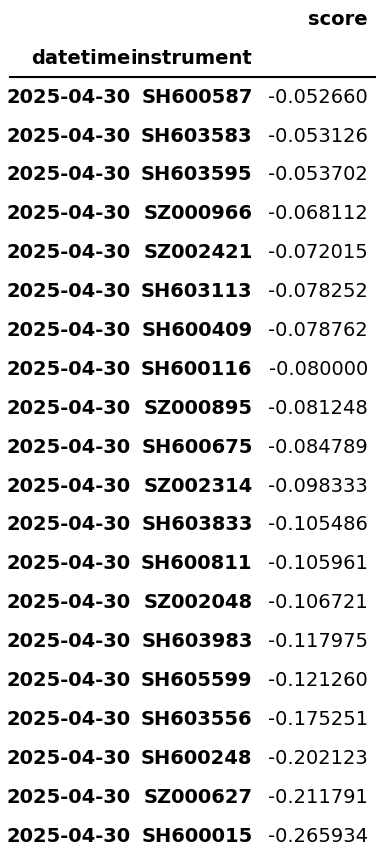 score
datetime instrument
2025-04-30 SH600587 -0.052660
2025-04-30 SH603583 -0.053126
2025-04-30 SH603595 -0.053702
2025-04-30 SZ000966 -0.068112
2025-04-30 SZ002421 -0.072015
2025-04-30 SH603113 -0.078252
2025-04-30 SH600409 -0.078762
2025-04-30 SH600116 -0.080000
2025-04-30 SZ000895 -0.081248
2025-04-30 SH600675 -0.084789
2025-04-30 SZ002314 -0.098333
2025-04-30 SH603833 -0.105486
2025-04-30 SH600811 -0.105961
2025-04-30 SZ002048 -0.106721
2025-04-30 SH603983 -0.117975
2025-04-30 SH605599 -0.121260
2025-04-30 SH603556 -0.175251
2025-04-30 SH600248 -0.202123
2025-04-30 SZ000627 -0.211791
2025-04-30 SH600015 -0.265934